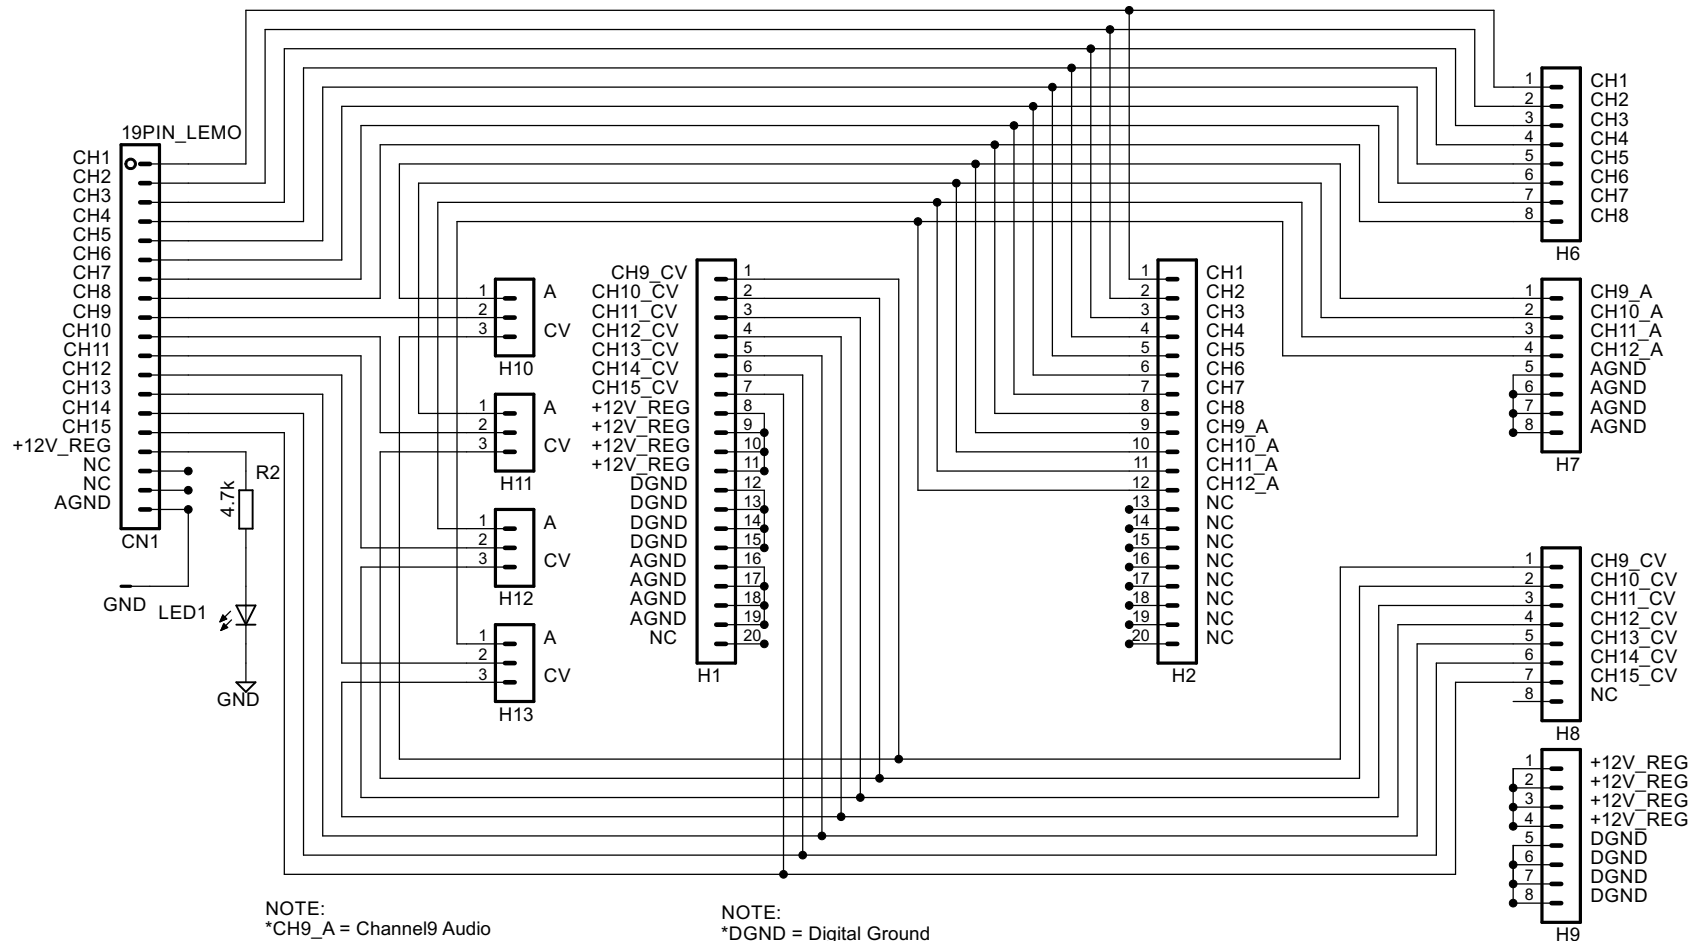 19PIN_LEMO
CH1
CH2
CH3
CH4
CH5
CH6
CH7
CH8
CH9
CH10
CH11
CH12
CH13
CH14
CH15
+12V_REG
NC
NC
AGND
CN1
GND
R2
4.7k
LED1
GND
1 A
2
3 CV
H10
1 A
2
3 CV
H11
1 A
2
3 CV
H12
1 A
2
3 CV
H13
CH9_CV 1
CH10_CV 2
CH11_CV 3
CH12_CV 4
CH13_CV 5
CH14_CV 6
CH15_CV 7
+12V_REG 8
+12V_REG 9
+12V_REG 10
+12V_REG 11
DGND 12
DGND 13
DGND 14
DGND 15
AGND 16
AGND 17
AGND 18
AGND 19
NC 20
H1
1 CH1
2 CH2
3 CH3
4 CH4
5 CH5
6 CH6
7 CH7
8 CH8
9 CH9_A
10 CH10_A
11 CH11_A
12 CH12_A
13 NC
14 NC
15 NC
16 NC
17 NC
18 NC
19 NC
20 NC
H2
1 CH1
2 CH2
3 CH3
4 CH4
5 CH5
6 CH6
7 CH7
8 CH8
H6
1 CH9_A
2 CH10_A
3 CH11_A
4 CH12_A
5 AGND
6 AGND
7 AGND
8 AGND
H7
1 CH9_CV
2 CH10_CV
3 CH11_CV
4 CH12_CV
5 CH13_CV
6 CH14_CV
7 CH15_CV
8 NC
H8
1 +12V_REG
2 +12V_REG
3 +12V_REG
4 +12V_REG
5 DGND
6 DGND
7 DGND
8 DGND
H9
NOTE:
*CH9_A = Channel9 Audio
NOTE:
*DGND = Digital Ground